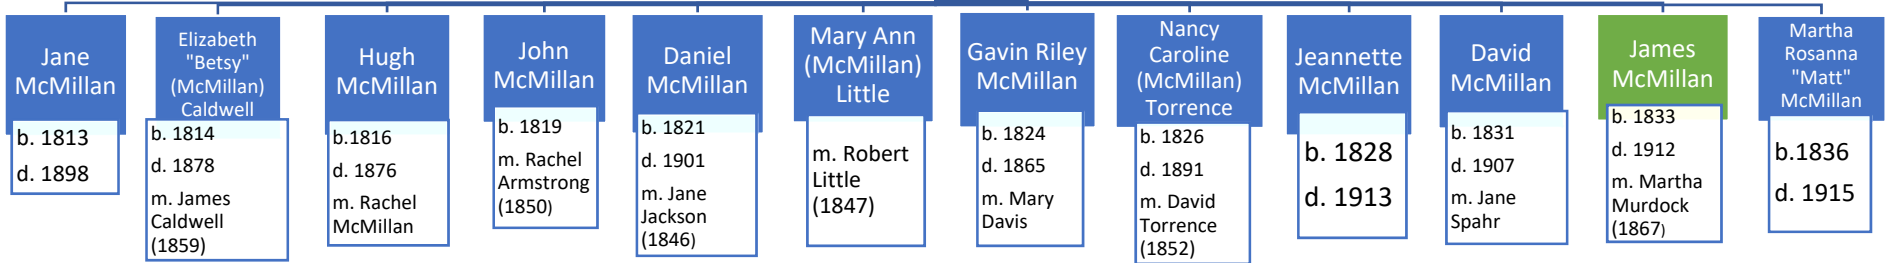 Jane
McMillan
b. 1813
d. 1898
Elizabeth
"Betsy"
(McMillan)
Caldwell
b. 1814
d. 1878
m. James
Caldwell
(1859)
Hugh
McMillan
b.1816
d. 1876
m. Rachel
McMillan
John
McMillan
b. 1819
m. Rachel
Armstrong
(1850)
Daniel
McMillan
b. 1821
d. 1901
m. Jane
Jackson
(1846)
Mary Ann
(McMillan)
Little
m. Robert
Little
(1847)
Gavin Riley
McMillan
b. 1824
d. 1865
m. Mary
Davis
Nancy
Caroline
(McMillan)
Torrence
b. 1826
d. 1891
m. David
Torrence
(1852)
Jeannette
McMillan
b. 1828
d. 1913
David
McMillan
b. 1831
d. 1907
m. Jane
Spahr
James
McMillan
b. 1833
d. 1912
m. Martha
Murdock
(1867)
Martha
Rosanna
"Matt"
McMillan
b.1836
d. 1915